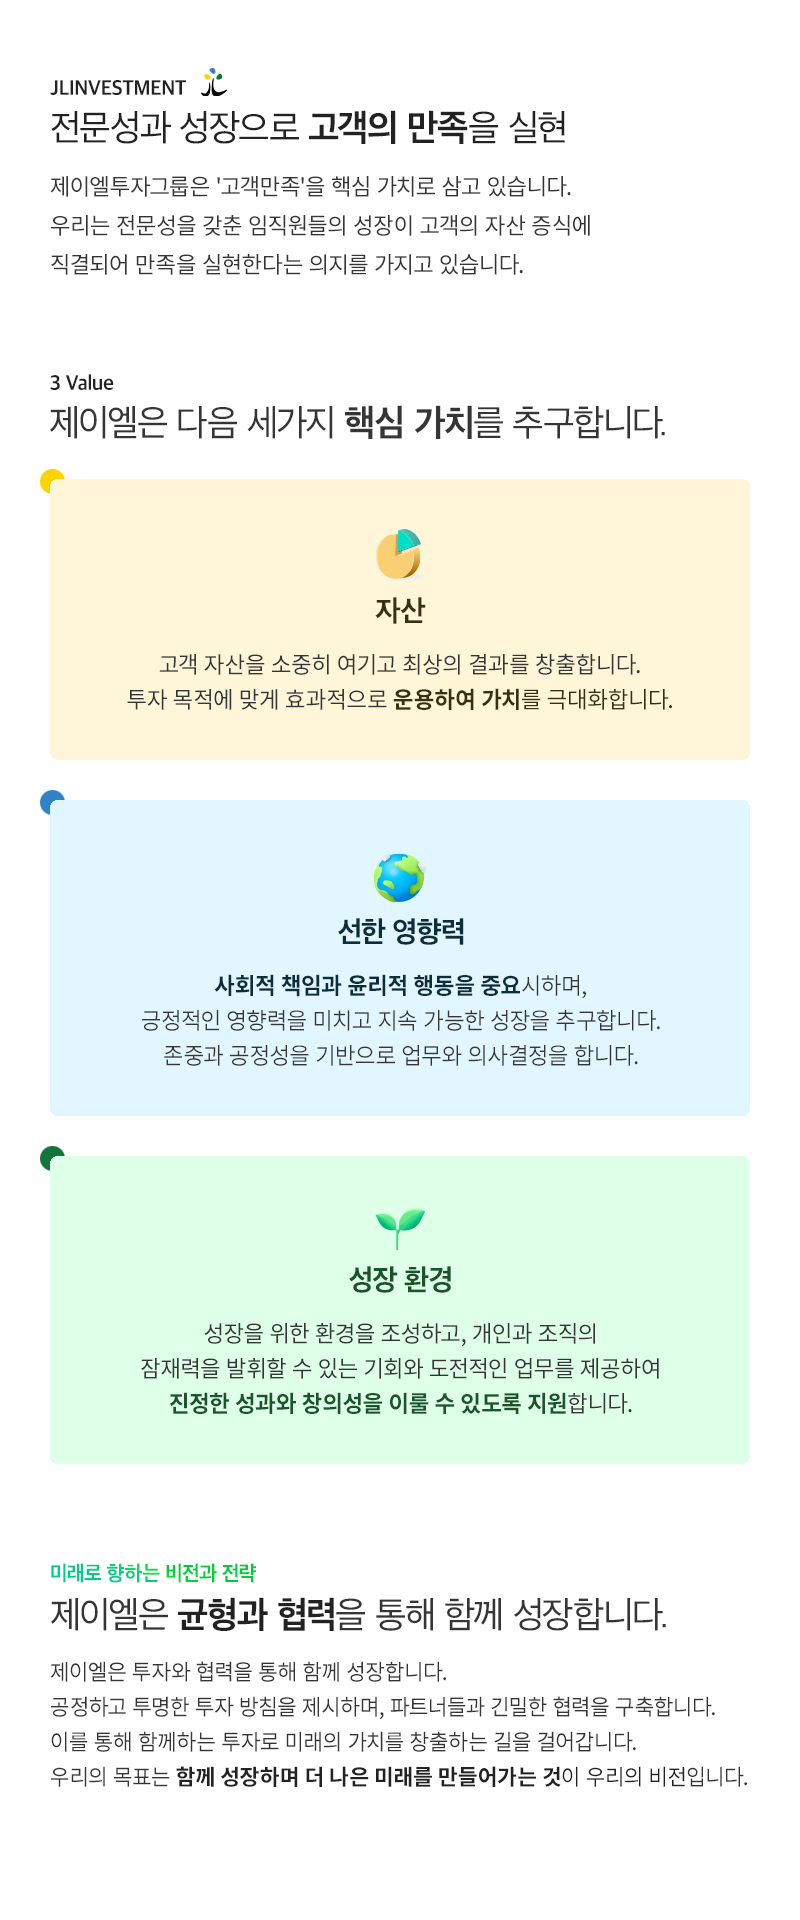 JLINVESTMENT
전문성과 성장으로 고객의 만족을 실현
제이엘투자그룹은 '고객만족'을 핵심 가치로 삼고 있습니다.
우리는 전문성을 갖춘 임직원들의 성장이 고객의 자산 증식에
직결되어 만족을 실현한다는 의지를 가지고 있습니다.
3 Value
제이엘은 다음 세가지 핵심 가치를 추구합니다.
자산
고객 자산을 소중히 여기고 최상의 결과를 창출합니다.
투자 목적에 맞게 효과적으로 운용하여 가치를 극대화합니다.
선한 영향력
사회적 책임과 윤리적 행동을 중요시하며,
긍정적인 영향력을 미치고 지속 가능한 성장을 추구합니다.
존중과 공정성을 기반으로 업무와 의사결정을 합니다.
성장 환경
성장을 위한 환경을 조성하고, 개인과 조직의
잠재력을 발휘할 수 있는 기회와 도전적인 업무를 제공하여
진정한 성과와 창의성을 이룰 수 있도록 지원합니다.
미래로 향하는 비전과 전략
제이엘은 균형과 협력을 통해 함께 성장합니다.
제이엘은 투자와 협력을 통해 함께 성장합니다.
공정하고 투명한 투자 방침을 제시하며, 파트너들과 긴밀한 협력을 구축합니다.
이를 통해 함께하는 투자로 미래의 가치를 창출하는 길을 걸어갑니다.
우리의 목표는 함께 성장하며 더 나은 미래를 만들어가는 것이 우리의 비전입니다.